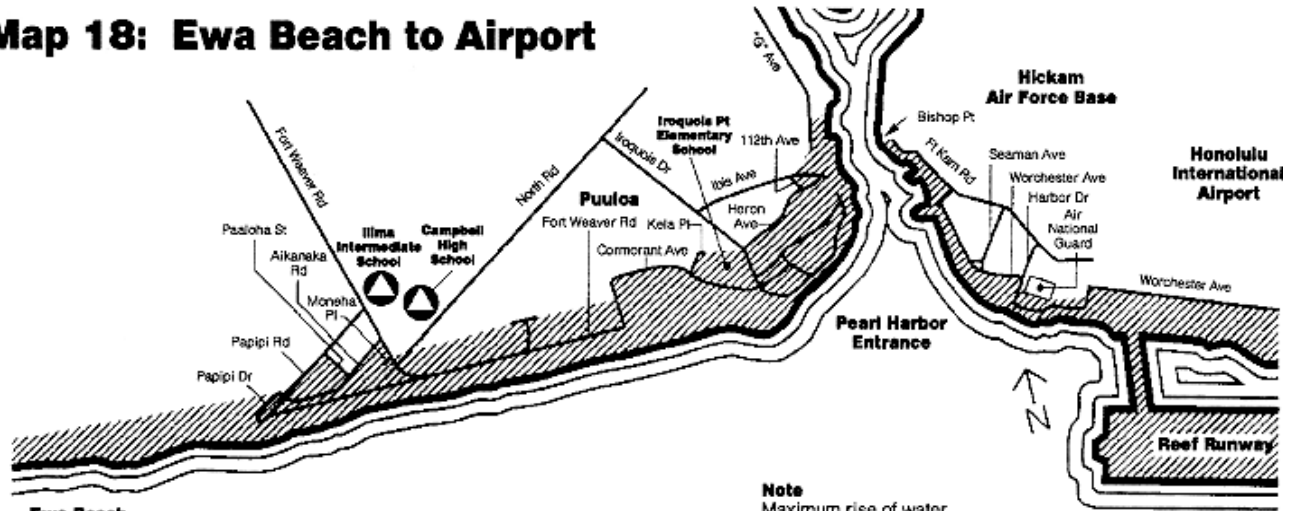 Map 18: Ewa Beach to Airport
"G" Ave
Hickam
Air Force Base
Bishop Pt
Ft Kam Rd
Seaman Ave
Worchester Ave
Harbor Dr
Air
National
Guard
Honolulu
International
Airport
Worchester Ave
Fort Weaver Rd
North Rd
Iroquois Dr
Iroquois Pt
Elementary
School
112th Ave
Ibis Ave
Heron
Ave
Puuloa
Fort Weaver Rd
Kela Pl
Cormorant Ave
Paaloha St
Aikanaka
Rd
Ilima
Intermediate
School
Campbell
High
School
Moneha
Pl
Papipi Rd
Papipi Dr
Pearl Harbor
Entrance
N
Reef Runway
Note
Maximum rise of water
Ewa Beach